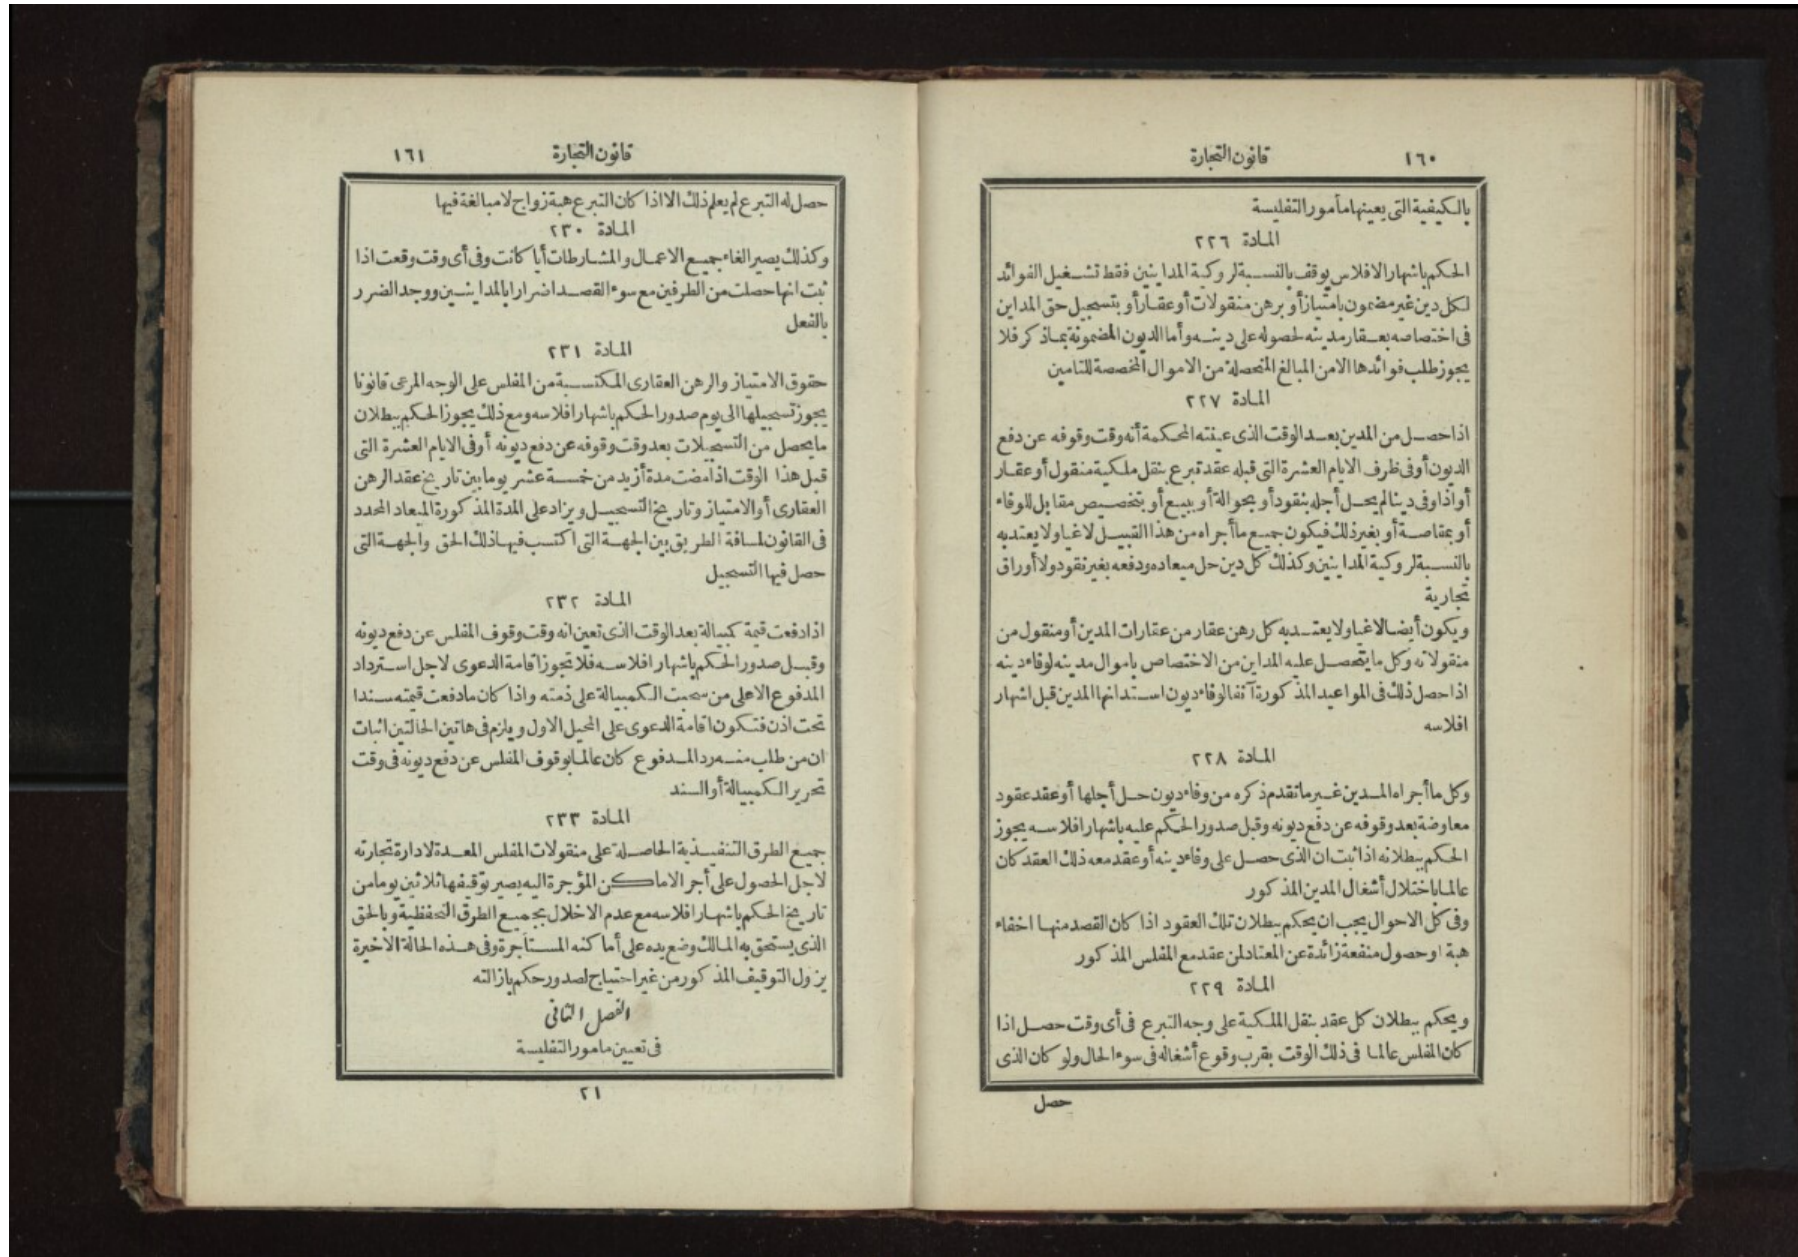 ١٦٠
قانون التجارة
بالكيفية التى يعينها مأمور التفليسة
المادة ٢٢٦
الحكم باشهار الافلاس يوقف بالنسبة لروكية المداينين فقط تشغيل الفوائد
لكل دين غير مضمون بامتياز أو برهن منقولات أو عقار أو بتسجيل حق المداين
فى اختصاصه بعقار مدينه لحصوله على دينه وأما الديون المضمونة بماذكر فلا
يجوز طلب فوائدها الا من المبالغ المتحصلة من الاموال المخصصة للتامين
المادة ٢٢٧
اذا حصل من المدين بعد الوقت الذى عينته المحكمة أنه وقت وقوفه عن دفع
الديون أو فى ظرف الايام العشرة التى قبله عقد تبرع بنقل ملكية منقول أو عقار
أو اذا وفى دينا لم يحل أجله بنقود أو بحوالة أو ببيع أو بتخصيص مقابل للوفاء
أو بمقاصة أو بغير ذلك فيكون جميع ما أجراه من هذا القبيل لاغيا ولا يعتد به
بالنسبة لروكية المداينين وكذلك كل دين حل ميعاده ودفعه بغير نقود ولا أوراق
تجارية
ويكون أيضا لاغيا ولا يعتد به كل رهن عقار من عقارات المدين أو منقول من
منقولاته وكل ما يتحصل عليه المداين من الاختصاص باموال مدينه لوفاء دينه
اذا حصل ذلك فى المواعيد المذكورة آنفا لوفاء ديون استدانها المدين قبل اشهار
افلاسه
المادة ٢٢٨
وكل ما أجراه المدين غير ما تقدم ذكره من وفاء ديون حل أجلها أو عقد عقود
معاوضة بعد وقوفه عن دفع ديونه وقبل صدور الحكم عليه باشهار افلاسه يجوز
الحكم ببطلانه اذا ثبت ان الذى حصل على وفاء دينه أو عقد معه ذلك العقد كان
عالما باختلال أشغال المدين المذكور
وفى كل الاحوال يجب ان يحكم ببطلان تلك العقود اذا كان القصد منها اخفاء
هبة او حصول منفعة زائدة عن المعتاد لمن عقد مع المفلس المذكور
المادة ٢٢٩
ويحكم ببطلان كل عقد بنقل الملكية على وجه التبرع فى أى وقت حصل اذا
كان المفلس عالما فى ذلك الوقت بقرب وقوع أشغاله فى سوء الحال ولو كان الذى
حصل
قانون التجارة
١٦١
حصل له التبرع لم يعلم ذلك الا اذا كان التبرع هبة زواج لا مبالغة فيها
المادة ٢٣٠
وكذلك يصير الغاء جميع الاعمال والمشارطات أيا كانت وفى أى وقت وقعت اذا
ثبت انها حصلت من الطرفين مع سوء القصد اضرارا بالمداينين ووجد الضرر
بالفعل
المادة ٢٣١
حقوق الامتياز والرهن العقارى المكتسبة من المفلس على الوجه المرعى قانونا
يجوز تسجيلها الى يوم صدور الحكم باشهار افلاسه ومع ذلك يجوز الحكم ببطلان
ما يحصل من التسجيلات بعد وقت وقوفه عن دفع ديونه أو فى الايام العشرة التى
قبل هذا الوقت اذا مضت مدة أزيد من خمسة عشر يوما بين تاريخ عقد الرهن
العقارى أو الامتياز وتاريخ التسجيل ويزاد على المدة المذكورة الميعاد المحدد
فى القانون لمسافة الطريق بين الجهة التى اكتسب فيها ذلك الحق والجهة التى
حصل فيها التسجيل
المادة ٢٣٢
اذا دفعت قيمة كمبيالة بعد الوقت الذى تعين انه وقت وقوف المفلس عن دفع ديونه
وقبل صدور الحكم باشهار افلاسه فلا تجوز اقامة الدعوى لاجل استرداد
المدفوع الا على من سحبت الكمبيالة على ذمته واذا كان ما دفعت قيمته سندا
تحت اذن فتكون اقامة الدعوى على المحيل الاول ويلزم فى هاتين الحالتين اثبات
ان من طلب منه رد المدفوع كان عالما بوقوف المفلس عن دفع ديونه فى وقت
تحرير الكمبيالة أو السند
المادة ٢٣٣
جميع الطرق التنفيذية الحاصلة على منقولات المفلس المعدة لادارة تجارته
لاجل الحصول على أجر الاماكن المؤجرة اليه يصير توقيفها ثلاثين يوما من
تاريخ الحكم باشهار افلاسه مع عدم الاخلال بجميع الطرق التحفظية وبالحق
الذى يستحق به المالك وضع يده على أماكنه المستأجرة وفى هذه الحالة الاخيرة
يزول التوقيف المذكور من غير احتياج لصدور حكم بازالته
الفصل الثانى
فى تعيين مامور التفليسة
٢١